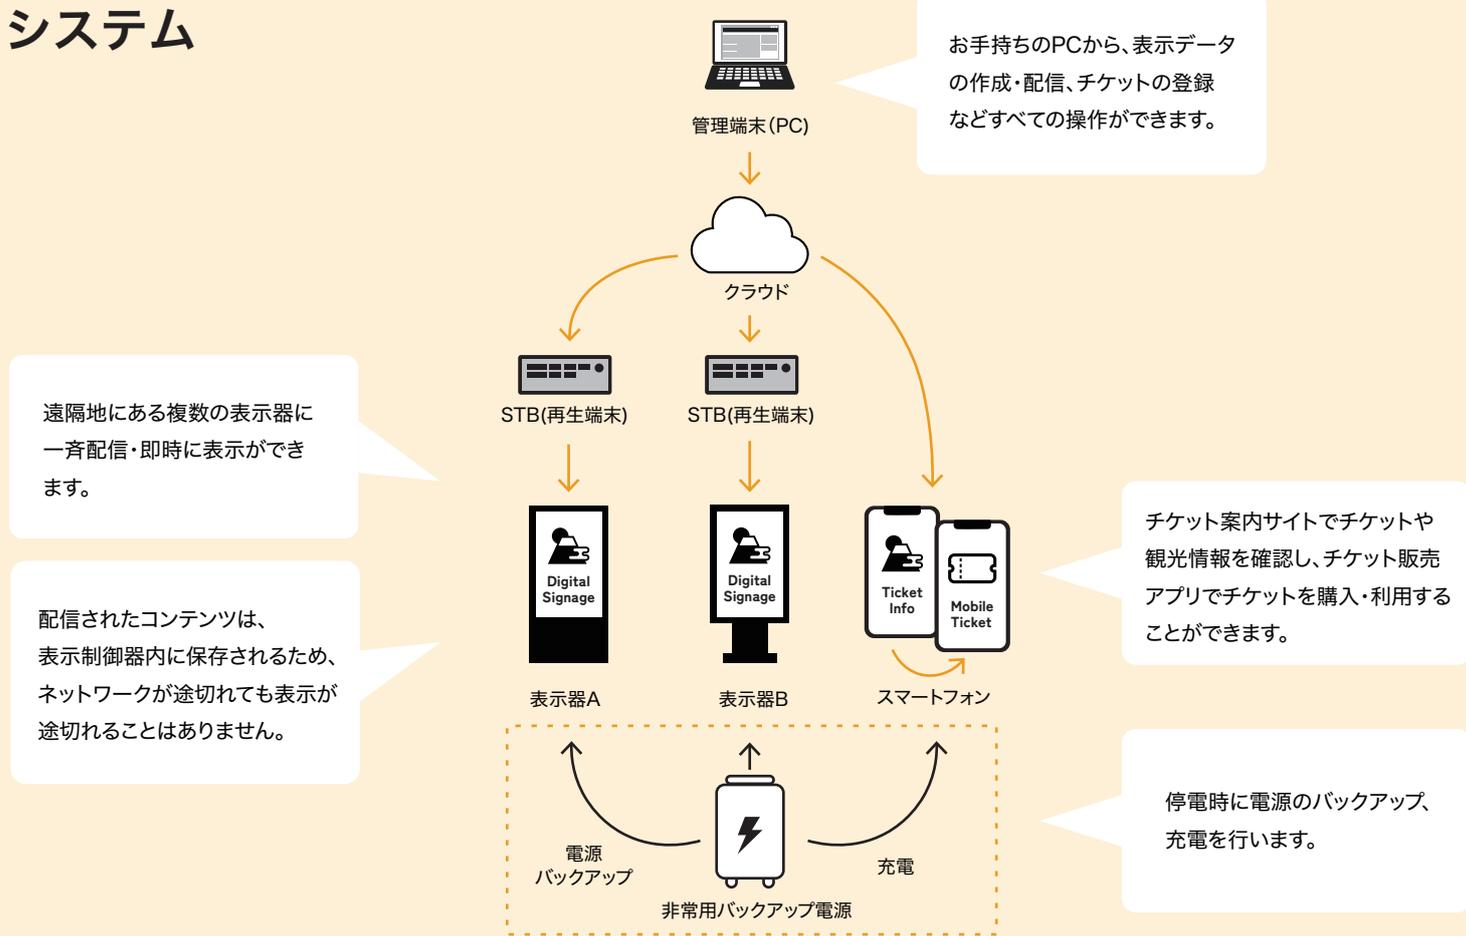 システム
お手持ちのPCから、表示データ
の作成・配信、チケットの登録
などすべての操作ができます。
管理端末（PC)
クラウド
STB(再生端末)
STB(再生端末)
遠隔地にある複数の表示器に
一斉配信・即時に表示ができ
ます。
配信されたコンテンツは、
表示制御器内に保存されるため、
ネットワークが途切れても表示が
途切れることはありません。
Digital
Signage
Digital
Signage
Ticket
Info
Mobile
Ticket
表示器A
表示器B
スマートフォン
チケット案内サイトでチケットや
観光情報を確認し、チケット販売
アプリでチケットを購入・利用する
ことができます。
電源
バックアップ
充電
非常用バックアップ電源
停電時に電源のバックアップ、
充電を行います。